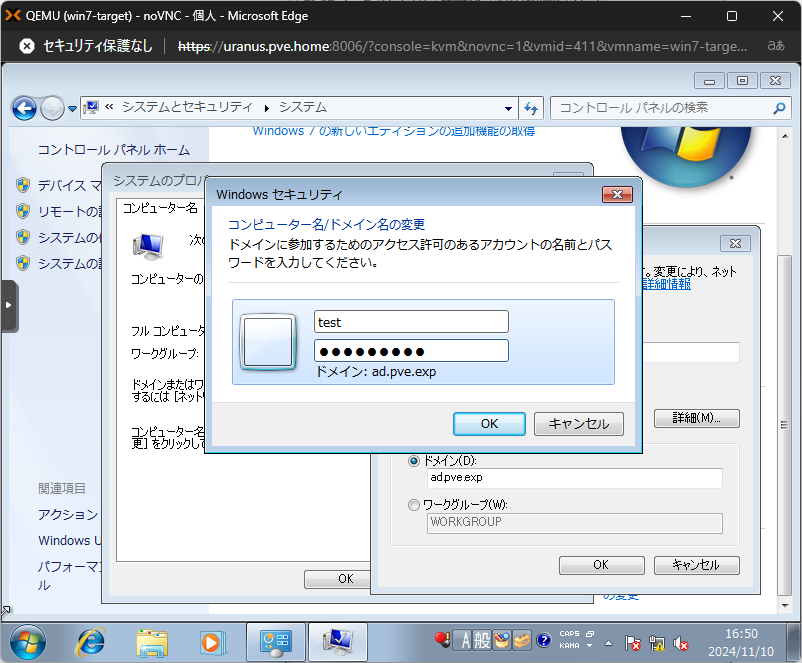 QEMU (win7-target) - noVNC - 個人 - Microsoft Edge
セキュリティ保護なし
https://uranus.pve.home:8006/?console=kvm&novnc=1&vmid=411&vmname=win7-targe...
aあ
« システムとセキュリティ ▸ システム
コントロール パネルの検索
コントロール パネル ホーム
Windows 7 の新しいエディションの追加機能の取得
デバイス マ
リモートの
システムの
システムの
システムのプロパ
コンピューター名
次の
コンピューターの
フル コンピュータ
ワークグループ:
ドメインまたはワ
するには [ネット
コンピューター名
更] をクリックし
OK
Windows セキュリティ
コンピューター名/ドメイン名の変更
ドメインに参加するためのアクセス許可のあるアカウントの名前とパス
ワードを入力してください。
test
●●●●●●●●●
ドメイン: ad.pve.exp
OK
キャンセル
す。変更により、ネット
詳細情報
詳細(M)...
ドメイン(D):
ad.pve.exp
ワークグループ(W):
WORKGROUP
OK
キャンセル
関連項目
アクション
Windows U
パフォーマン
ル
の変更
A 般
CAPS
KANA
16:50
2024/11/10